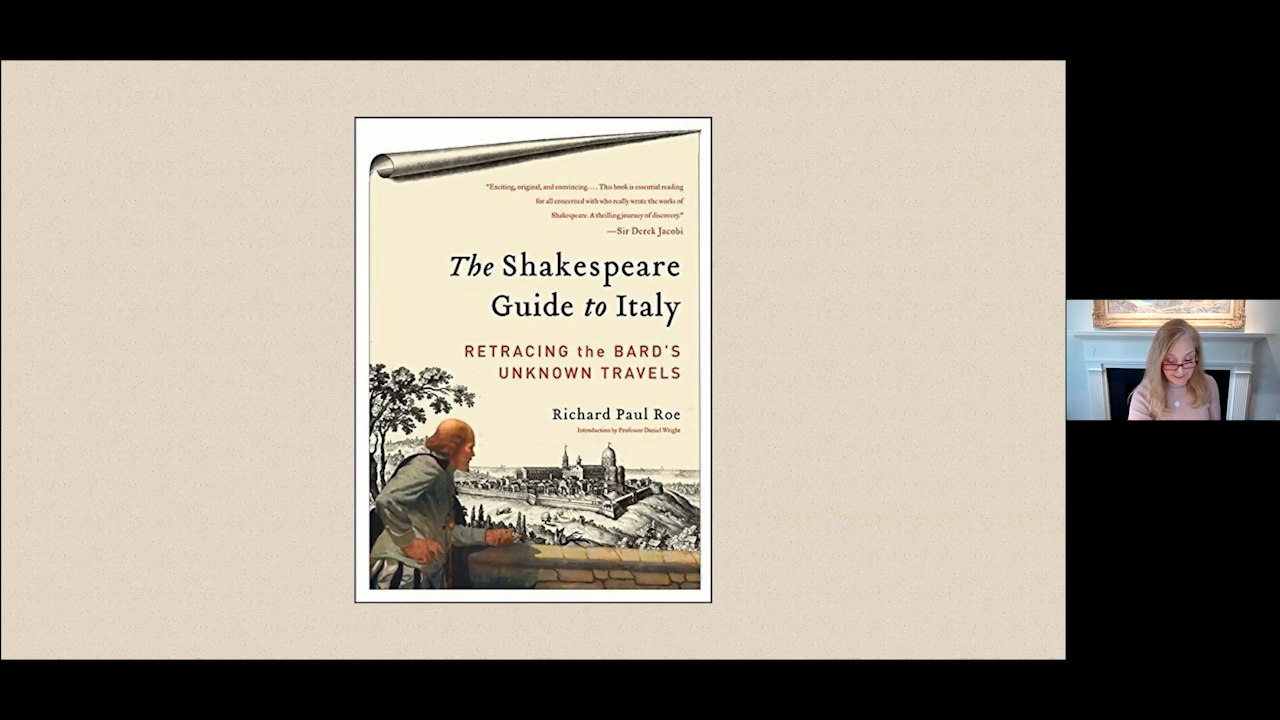 "Exciting, original, and convincing. . . . This book is essential reading
for all concerned with who really wrote the works of
Shakespeare. A thrilling journey of discovery."
—Sir Derek Jacobi
The Shakespeare
Guide to Italy
RETRACING the BARD'S
UNKNOWN TRAVELS
Richard Paul Roe
Introduction by Professor Daniel Wright